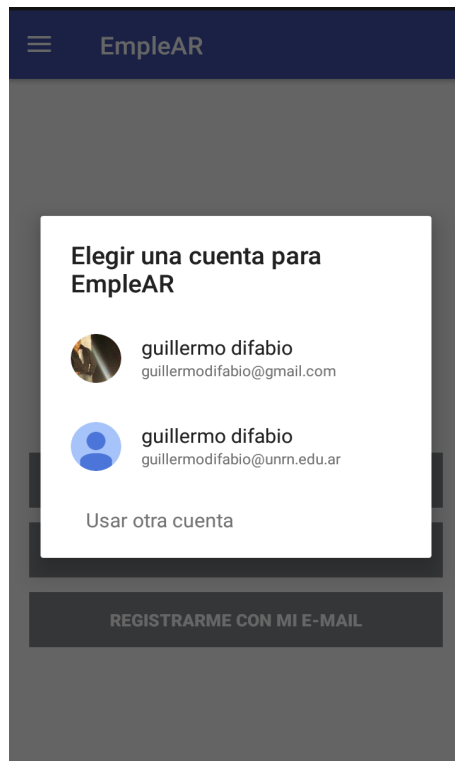 EmpleAR
Elegir una cuenta para
EmpleAR
guillermo difabio
guillermodifabio@gmail.com
guillermo difabio
guillermodifabio@unrn.edu.ar
Usar otra cuenta
REGISTRARME CON MI E-MAIL